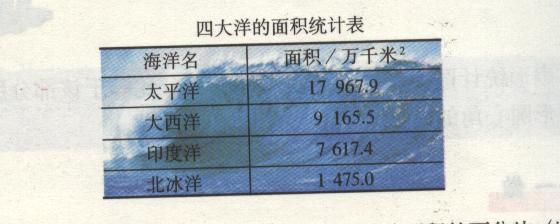 四大洋的面积统计表
海洋名 面积/万千米²
太平洋 17 967.9
大西洋 9 165.5
印度洋 7 617.4
北冰洋 1 475.0